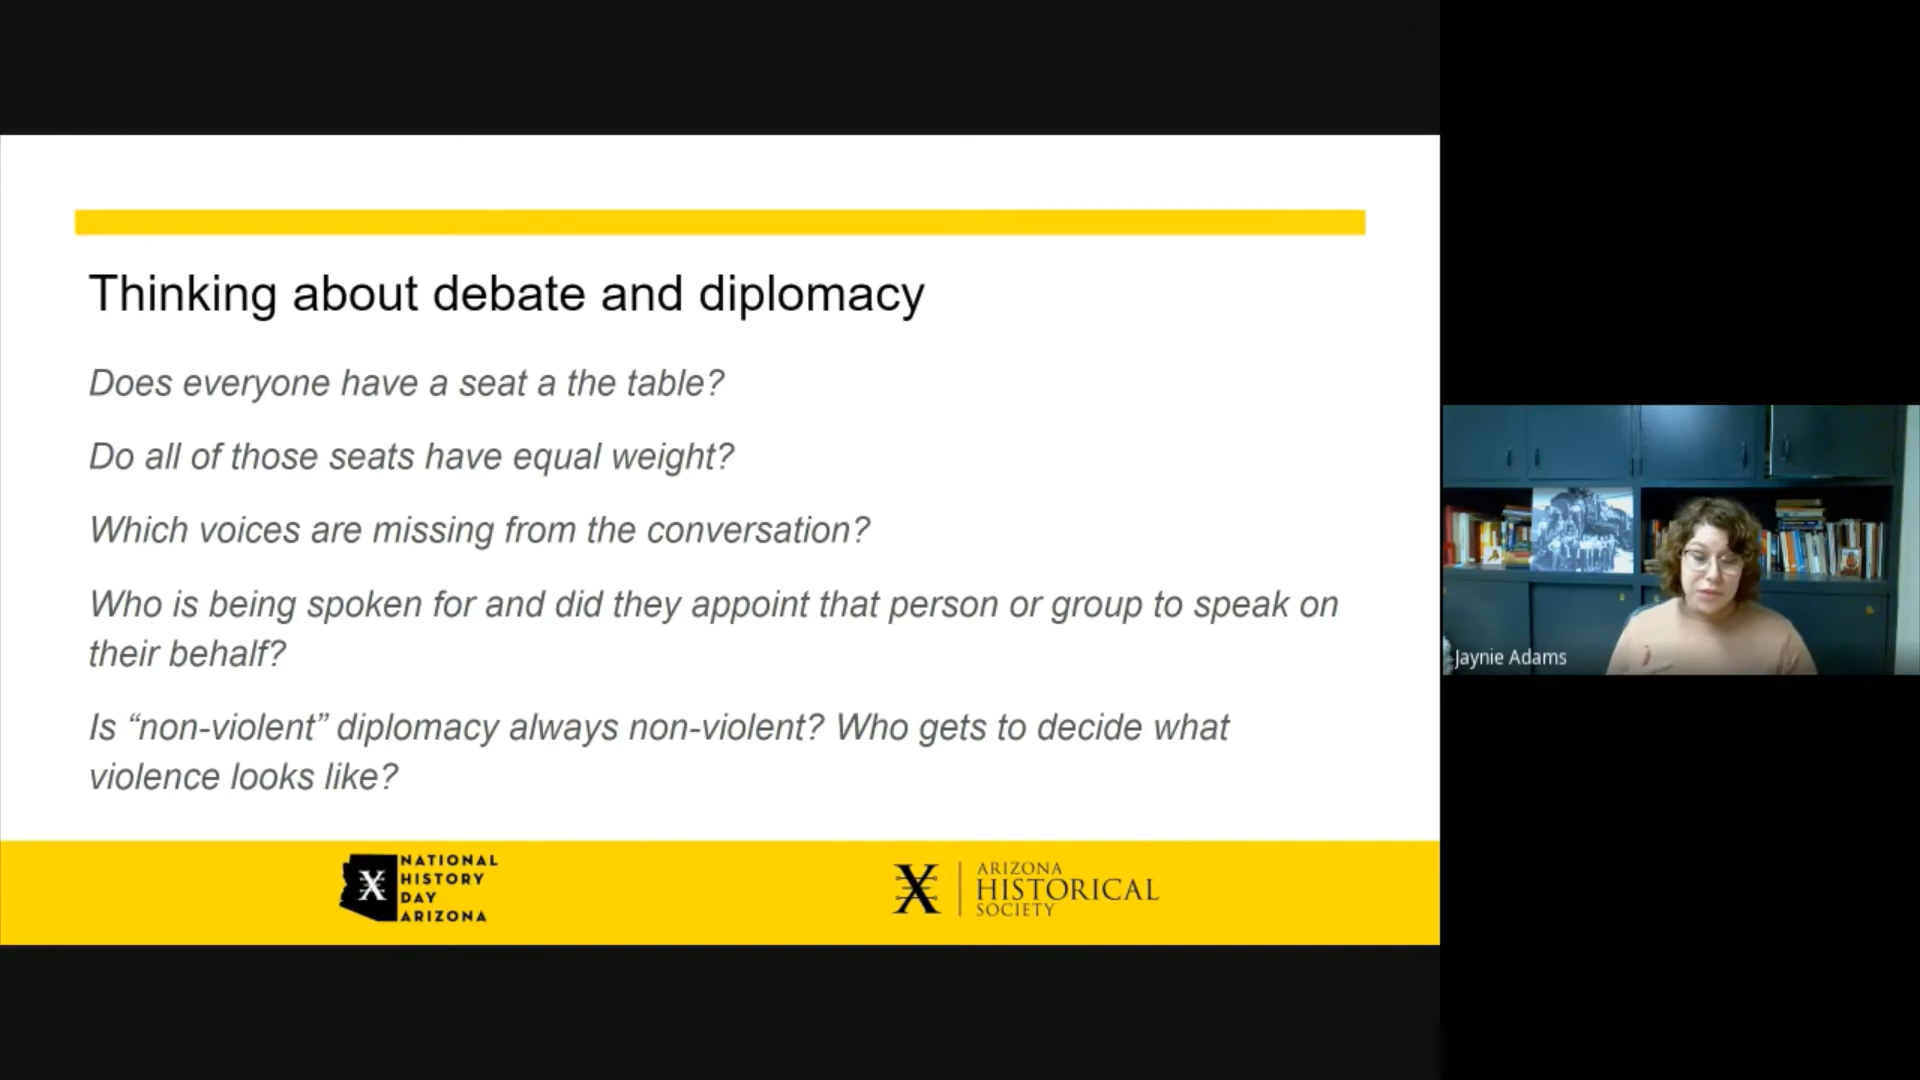 Thinking about debate and diplomacy
Does everyone have a seat a the table?
Do all of those seats have equal weight?
Which voices are missing from the conversation?
Who is being spoken for and did they appoint that person or group to speak on
their behalf?
Is “non-violent” diplomacy always non-violent? Who gets to decide what
violence looks like?
NATIONAL
HISTORY
DAY
ARIZONA
ARIZONA
HISTORICAL
SOCIETY
Jaynie Adams